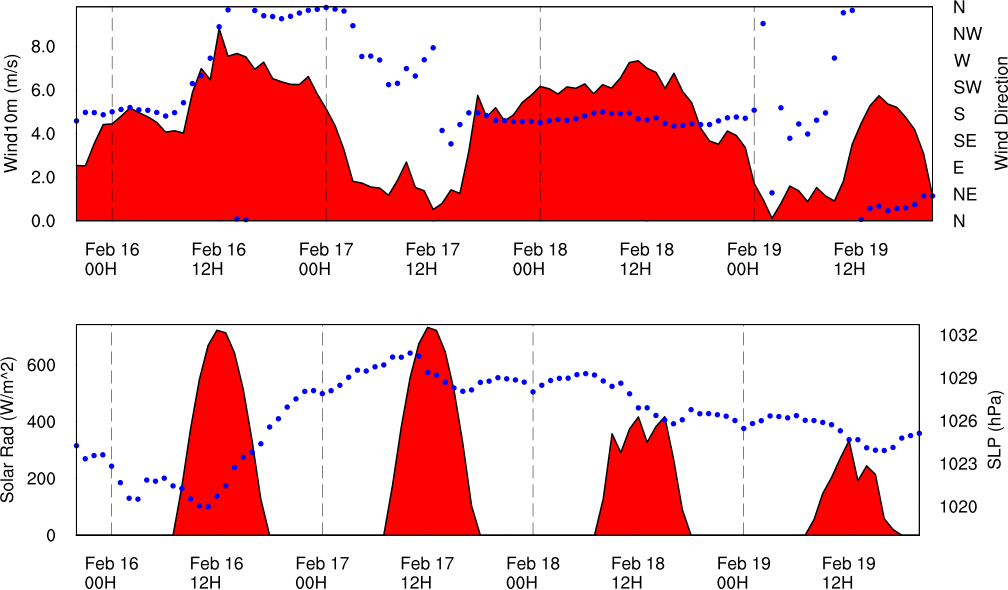 Wind10m (m/s)
8.0
6.0
4.0
2.0
0.0
N
NW
W
SW
S
SE
E
NE
N
Wind Direction
Feb 16 Feb 16 Feb 17 Feb 17 Feb 18 Feb 18 Feb 19 Feb 19
00H 12H 00H 12H 00H 12H 00H 12H
Solar Rad (W/m^2)
600
400
200
0
1032
1029
1026
1023
1020
SLP (hPa)
Feb 16 Feb 16 Feb 17 Feb 17 Feb 18 Feb 18 Feb 19 Feb 19
00H 12H 00H 12H 00H 12H 00H 12H